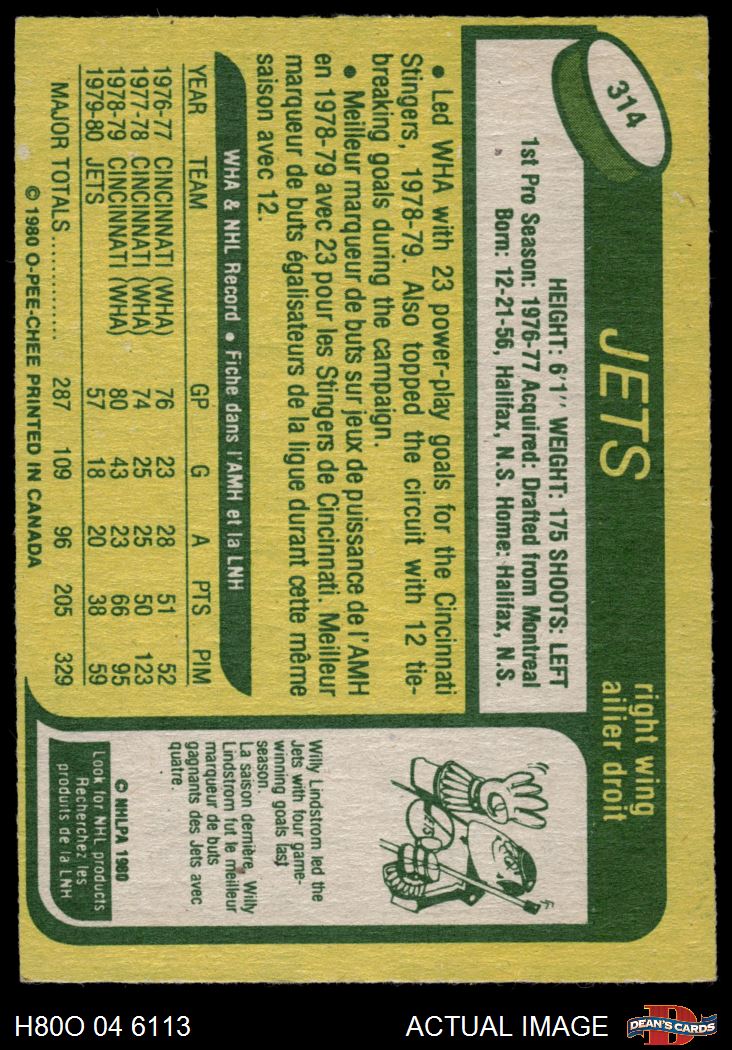 314
JETS
right wing
ailier droit
HEIGHT: 6'1'' WEIGHT: 175 SHOOTS: LEFT
1st Pro Season: 1976-77 Acquired: Drafted from Montreal
Born: 12-21-56, Halifax, N.S. Home: Halifax, N.S.
• Led WHA with 23 power-play goals for the Cincinnati
Stingers, 1978-79. Also topped the circuit with 12 tie-
breaking goals during the campaign.
• Meilleur marqueur de buts sur jeux de puissance de l'AMH
en 1978-79 avec 23 pour les Stingers de Cincinnati. Meilleur
marqueur de buts égalisateurs de la ligue durant cette même
saison avec 12.
WHA & NHL Record • Fiche dans l'AMH et la LNH
YEAR TEAM GP G A PTS PIM
1976-77 CINCINNATI (WHA) 76 23 28 51 52
1977-78 CINCINNATI (WHA) 74 25 25 50 123
1978-79 CINCINNATI (WHA) 80 43 23 66 95
1979-80 JETS 57 18 20 38 59
MAJOR TOTALS............. 287 109 96 205 329
© 1980 O-PEE-CHEE PRINTED IN CANADA
JETS
Willy Lindstrom led the
Jets with four game-
winning goals last
season.
La saison dernière, Willy
Lindstrom fut le meilleur
marqueur de buts
gagnants des Jets avec
quatre.
© NHLPA 1980
Look for NHL products
Recherchez les
produits de la LNH
H80O 04 6113
ACTUAL IMAGE
D
DEAN'S CARDS